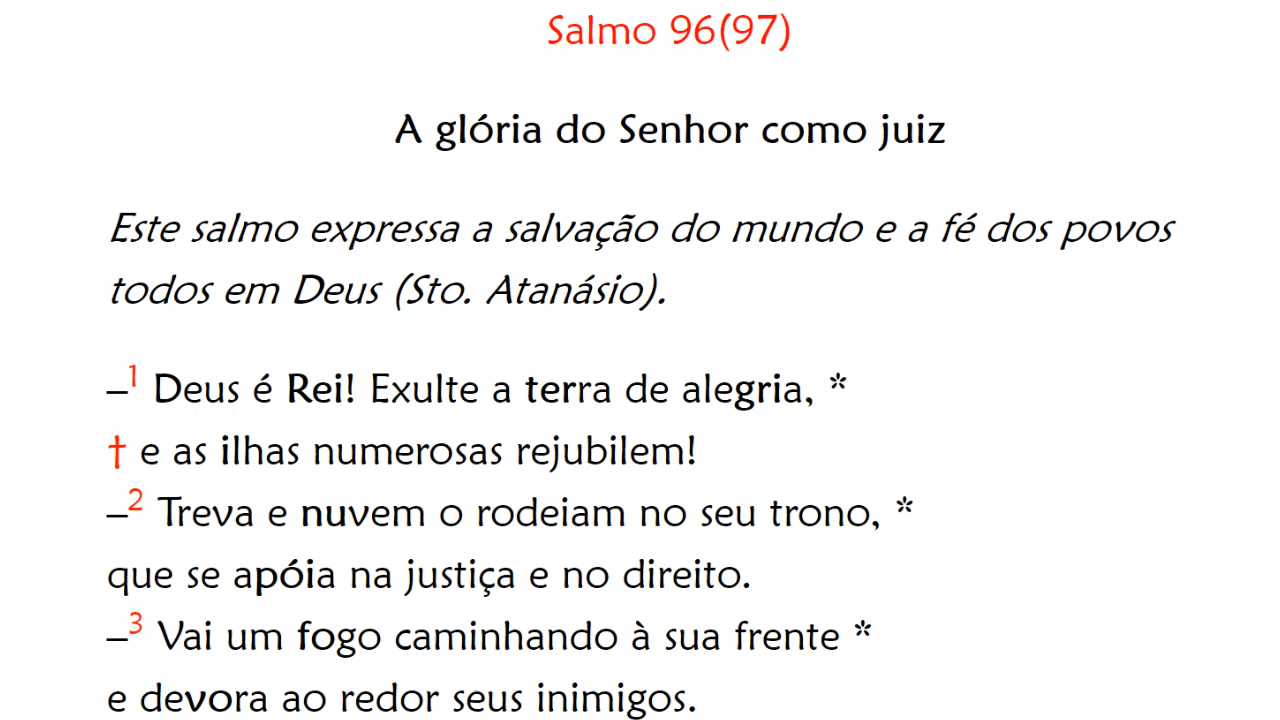 Salmo 96(97)
A glória do Senhor como juiz
Este salmo expressa a salvação do mundo e a fé dos povos
todos em Deus (Sto. Atanásio).
–1 Deus é Rei! Exulte a terra de alegria, *
† e as ilhas numerosas rejubilem!
–2 Treva e nuvem o rodeiam no seu trono, *
que se apóia na justiça e no direito.
–3 Vai um fogo caminhando à sua frente *
e devora ao redor seus inimigos.